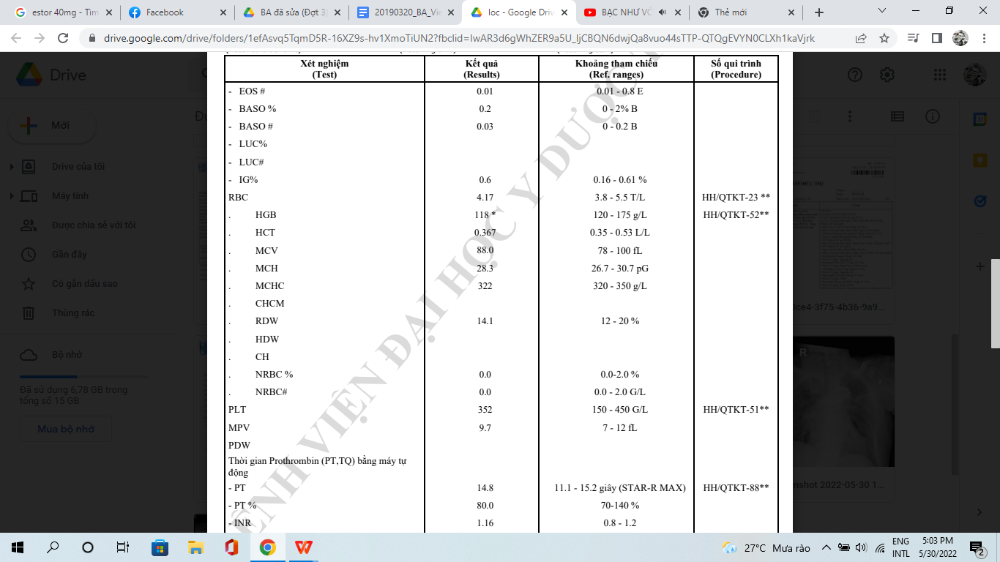 estor 40mg - Tìm
Facebook
BA đã sửa (Đợt 3)
20190320_BA_Vie
loc - Google Driv
BẠC NHƯ VÔ
Thẻ mới
drive.google.com/drive/folders/1efAsvq5TqmD5R-16XZ9s-hv1XmoTiUN2?fbclid=IwAR3d6gWhZER9a5U_ljCBQN6dwjQa8vuo44sTTP-QTQgEVYN0CLXh1kaVjrk
Drive
Mới
Drive của tôi
Máy tính
Được chia sẻ với tôi
Gần đây
Có gắn dấu sao
Thùng rác
Bộ nhớ
Đã sử dụng 6,78 GB trong
tổng số 15 GB
Mua bộ nhớ
Xét nghiệm Kết quả Khoảng tham chiếu Số qui trình
(Test) (Results) (Ref. ranges) (Procedure)
- EOS # 0.01 0.01 - 0.8 E
- BASO % 0.2 0 - 2% B
- BASO # 0.03 0 - 0.2 B
- LUC%
- LUC#
- IG% 0.6 0.16 - 0.61 %
RBC 4.17 3.8 - 5.5 T/L HH/QTKT-23 **
. HGB 118 * 120 - 175 g/L HH/QTKT-52**
. HCT 0.367 0.35 - 0.53 L/L
. MCV 88.0 78 - 100 fL
. MCH 28.3 26.7 - 30.7 pG
. MCHC 322 320 - 350 g/L
. CHCM
. RDW 14.1 12 - 20 %
. HDW
. CH
. NRBC % 0.0 0.0-2.0 %
. NRBC# 0.0 0.0 - 2.0 G/L
PLT 352 150 - 450 G/L HH/QTKT-51**
MPV 9.7 7 - 12 fL
PDW
Thời gian Prothrombin (PT,TQ) bằng máy tự
động
- PT 14.8 11.1 - 15.2 giây (STAR-R MAX) HH/QTKT-88**
- PT % 80.0 70-140 %
- INR 1.16 0.8 - 1.2
VIỆN ĐẠI HỌC Y DƯỢC
0ce4-3f75-4b36-9a9...
R
nshot 2022-05-30 1...
27°C Mưa rào
ENG
INTL
5:03 PM
5/30/2022
2